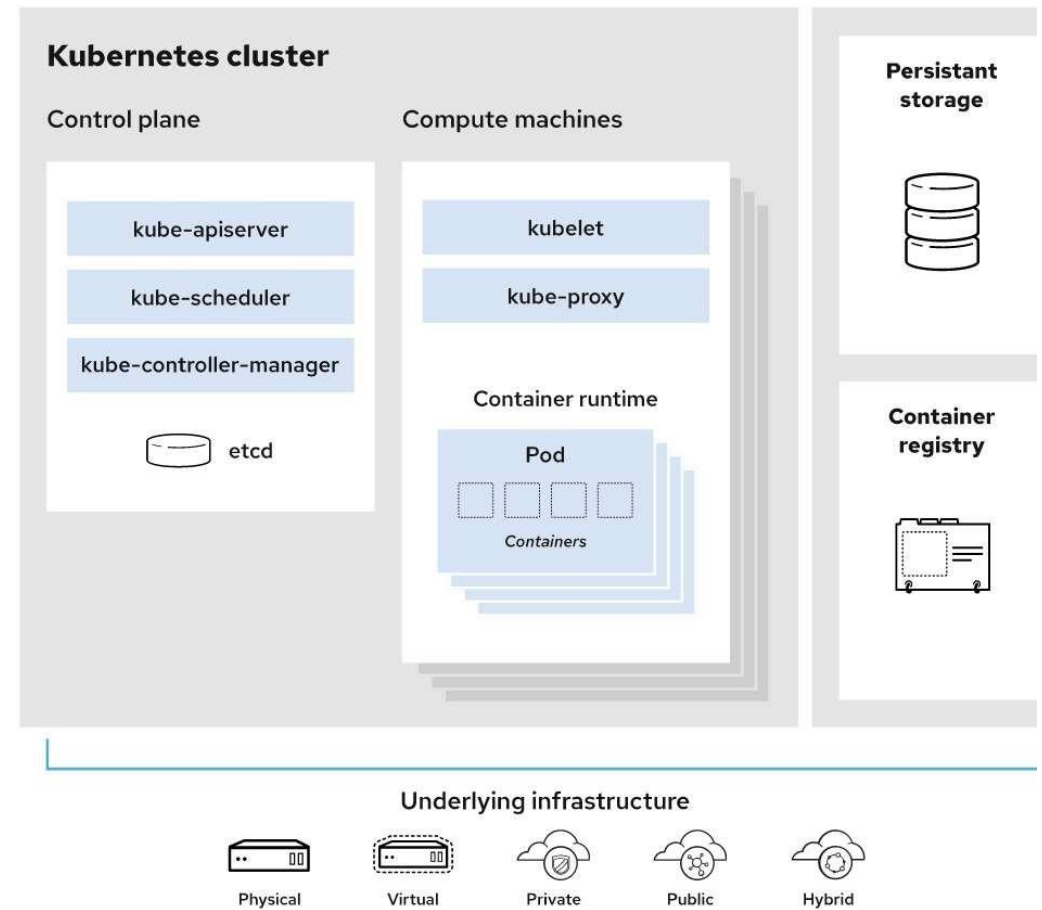 Kubernetes cluster
Control plane
kube-apiserver
kube-scheduler
kube-controller-manager
etcd
Compute machines
kubelet
kube-proxy
Container runtime
Pod
Containers
Persistant
storage
Container
registry
Underlying infrastructure
Physical
Virtual
Private
Public
Hybrid